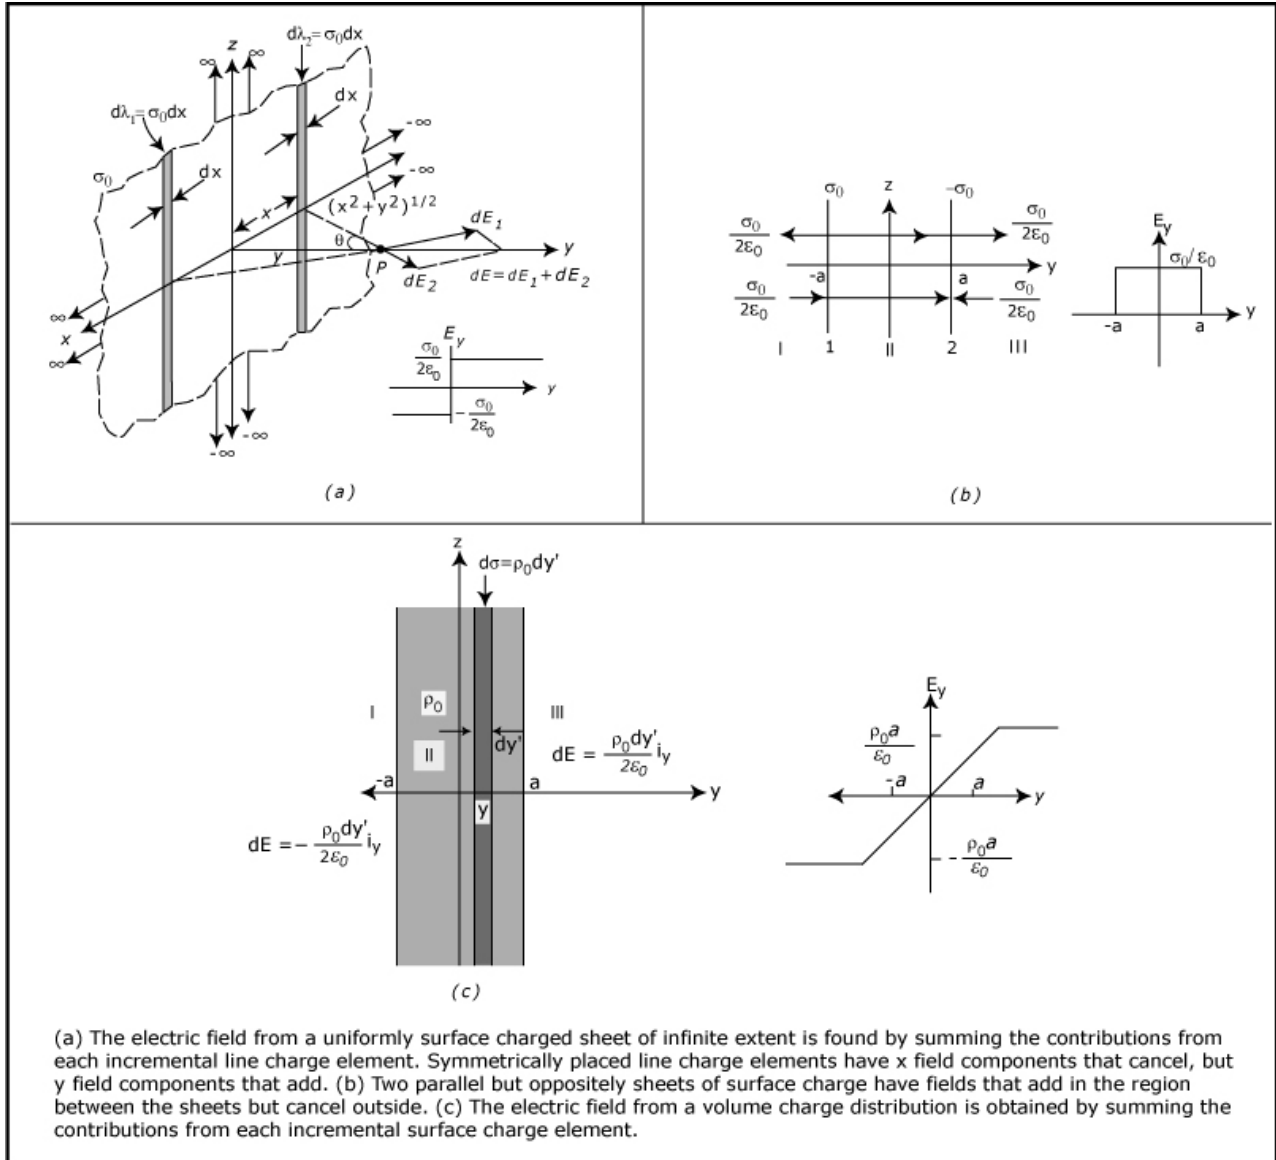 dλ₂=σ₀dx
z
∞
∞
dx
dλ₁=σ₀dx
-∞
dx
σ₀
-∞
x
(x²+y²)^1/2
dE₁
θ
y
y
P
dE₂
dE=dE₁+dE₂
∞
x
∞
E_y
σ₀/2ε₀
y
-σ₀/2ε₀
-∞
-∞
(a)
σ₀
z
-σ₀
σ₀/2ε₀
σ₀/2ε₀
y
-a
a
σ₀/2ε₀
σ₀/2ε₀
I
1
II
2
III
E_y
σ₀/ε₀
y
-a
a
(b)
z
dσ=ρ₀dy'
ρ₀
I
III
II
dy'
dE = ρ₀dy'/2ε₀ i_y
-a
a
y
y
dE =- ρ₀dy'/2ε₀ i_y
(c)
E_y
ρ₀a/ε₀
-a
a
y
-ρ₀a/ε₀
(a) The electric field from a uniformly surface charged sheet of infinite extent is found by summing the contributions from
each incremental line charge element. Symmetrically placed line charge elements have x field components that cancel, but
y field components that add. (b) Two parallel but oppositely sheets of surface charge have fields that add in the region
between the sheets but cancel outside. (c) The electric field from a volume charge distribution is obtained by summing the
contributions from each incremental surface charge element.